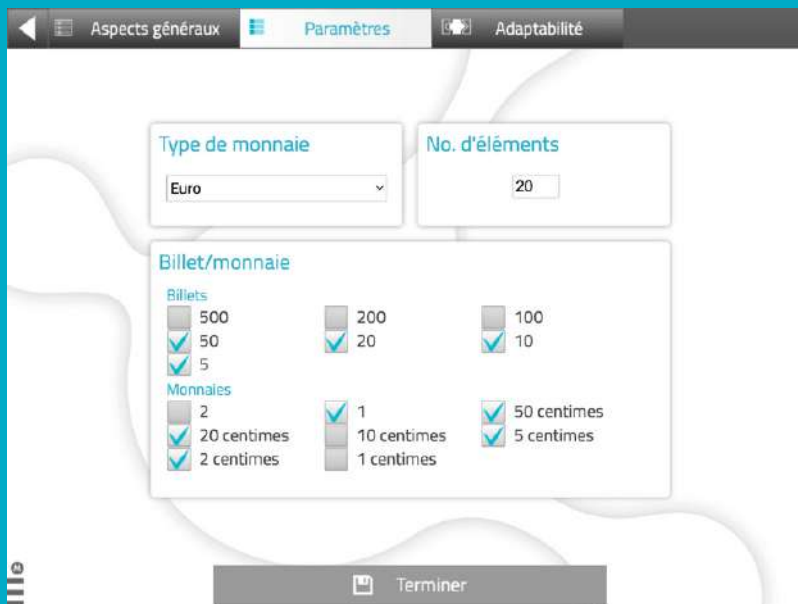 Aspects généraux Paramètres Adaptabilité
Type de monnaie No. d'éléments
Euro 20
Billet/monnaie
Billets
500 200 100
50 20 10
5
Monnaies
2 1 50 centimes
20 centimes 10 centimes 5 centimes
2 centimes 1 centimes
Terminer